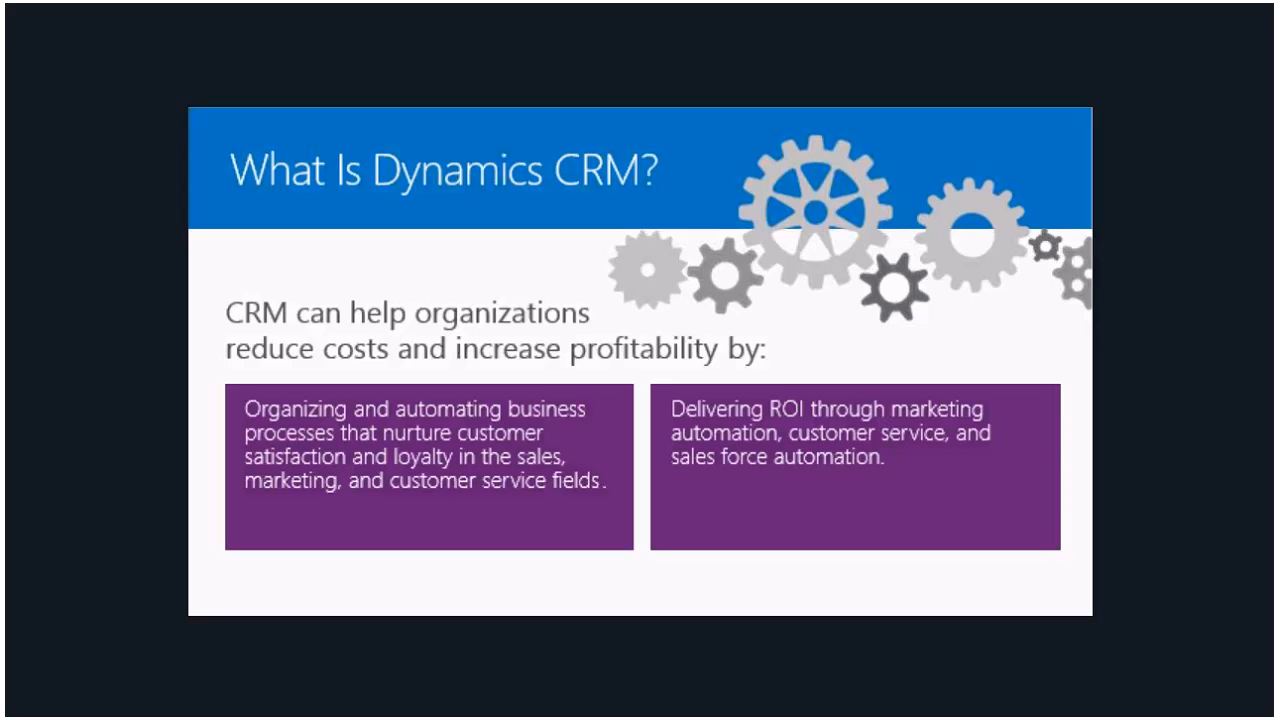 What Is Dynamics CRM?
CRM can help organizations
reduce costs and increase profitability by:
Organizing and automating business
processes that nurture customer
satisfaction and loyalty in the sales,
marketing, and customer service fields.
Delivering ROI through marketing
automation, customer service, and
sales force automation.